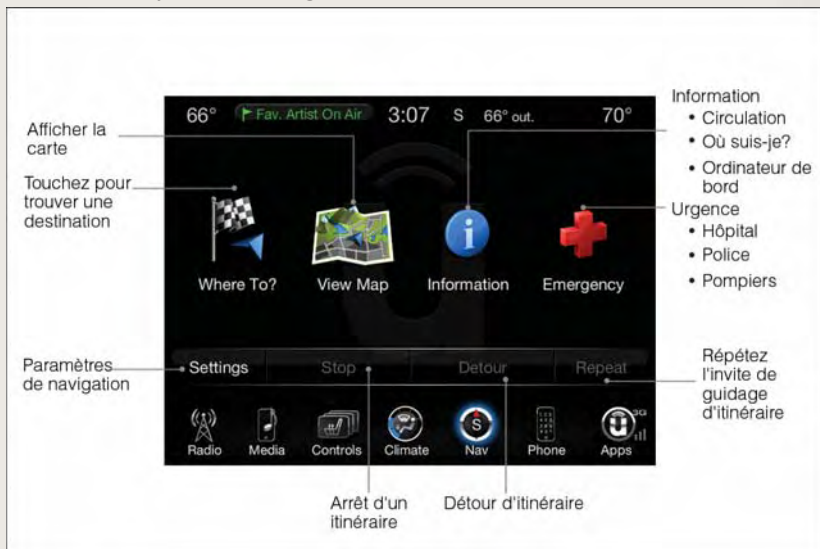 66° Fav. Artist On Air 3:07 S 66° out. 70°
Afficher la
carte
Touchez pour
trouver une
destination
Information
• Circulation
• Où suis-je?
• Ordinateur de
bord
Urgence
• Hôpital
• Police
• Pompiers
Where To? View Map Information Emergency
Paramètres
de navigation
Settings Stop Detour Repeat
Répétez
l'invite de
guidage
d'itinéraire
3G
Radio Media Controls Climate Nav Phone Apps
S
Arrêt d'un
itinéraire
Détour d'itinéraire